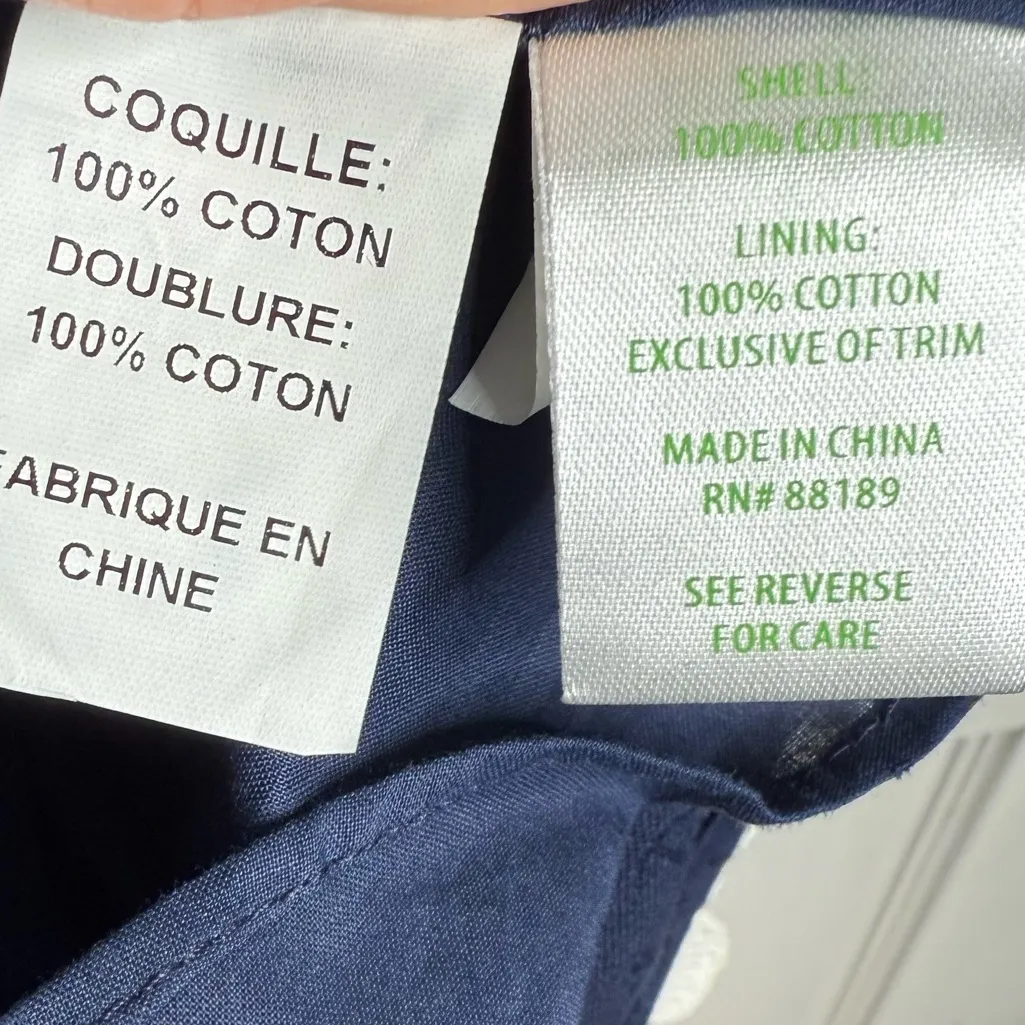 COQUILLE:
100% COTON
DOUBLURE:
100% COTON
FABRIQUE EN
CHINE
SHELL
100% COTTON
LINING:
100% COTTON
EXCLUSIVE OF TRIM
MADE IN CHINA
RN# 88189
SEE REVERSE
FOR CARE